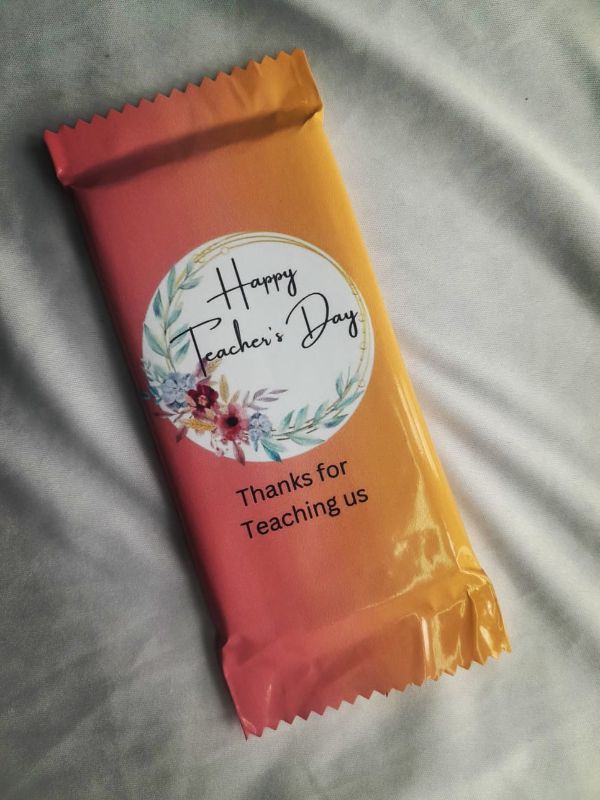 Happy
Teacher's Day
Thanks for
Teaching us